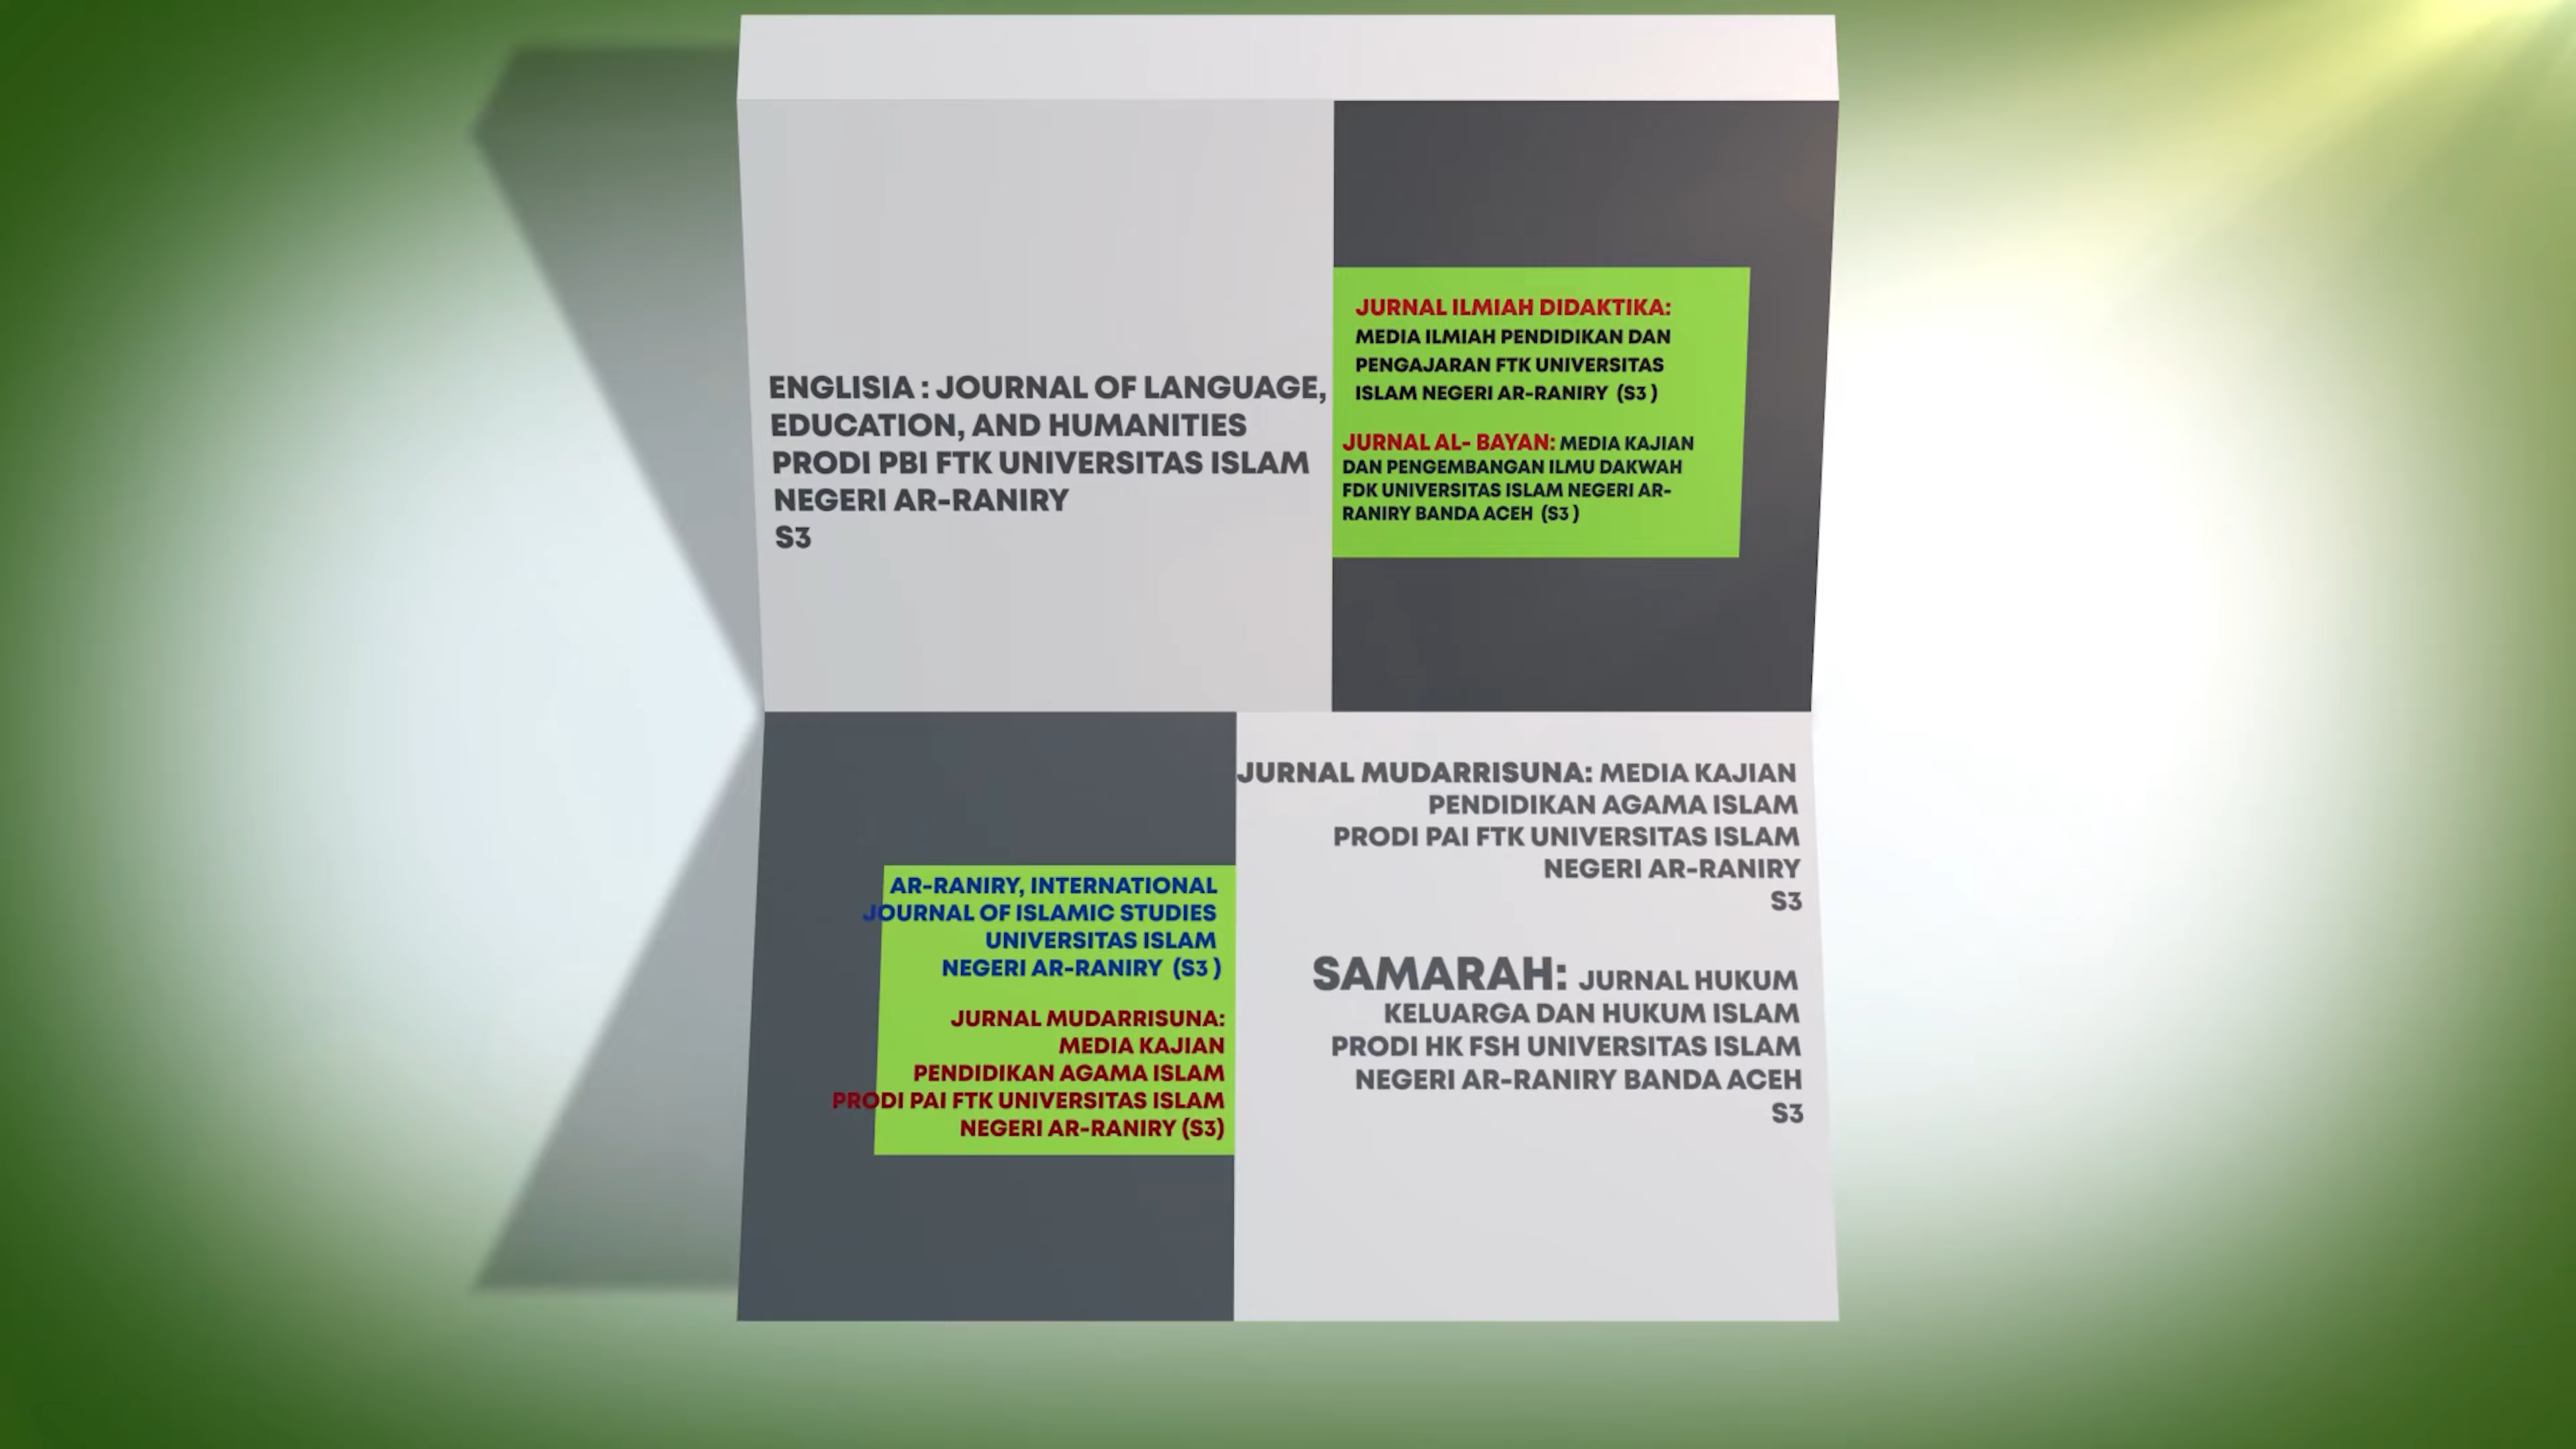 ENGLISIA : JOURNAL OF LANGUAGE,
EDUCATION, AND HUMANITIES
PRODI PBI FTK UNIVERSITAS ISLAM
NEGERI AR-RANIRY
S3
JURNAL ILMIAH DIDAKTIKA:
MEDIA ILMIAH PENDIDIKAN DAN
PENGAJARAN FTK UNIVERSITAS
ISLAM NEGERI AR-RANIRY (S3 )
JURNAL AL- BAYAN: MEDIA KAJIAN
DAN PENGEMBANGAN ILMU DAKWAH
FDK UNIVERSITAS ISLAM NEGERI AR-
RANIRY BANDA ACEH (S3 )
AR-RANIRY, INTERNATIONAL
JOURNAL OF ISLAMIC STUDIES
UNIVERSITAS ISLAM
NEGERI AR-RANIRY (S3 )
JURNAL MUDARRISUNA:
MEDIA KAJIAN
PENDIDIKAN AGAMA ISLAM
PRODI PAI FTK UNIVERSITAS ISLAM
NEGERI AR-RANIRY (S3)
JURNAL MUDARRISUNA: MEDIA KAJIAN
PENDIDIKAN AGAMA ISLAM
PRODI PAI FTK UNIVERSITAS ISLAM
NEGERI AR-RANIRY
S3
SAMARAH: JURNAL HUKUM
KELUARGA DAN HUKUM ISLAM
PRODI HK FSH UNIVERSITAS ISLAM
NEGERI AR-RANIRY BANDA ACEH
S3